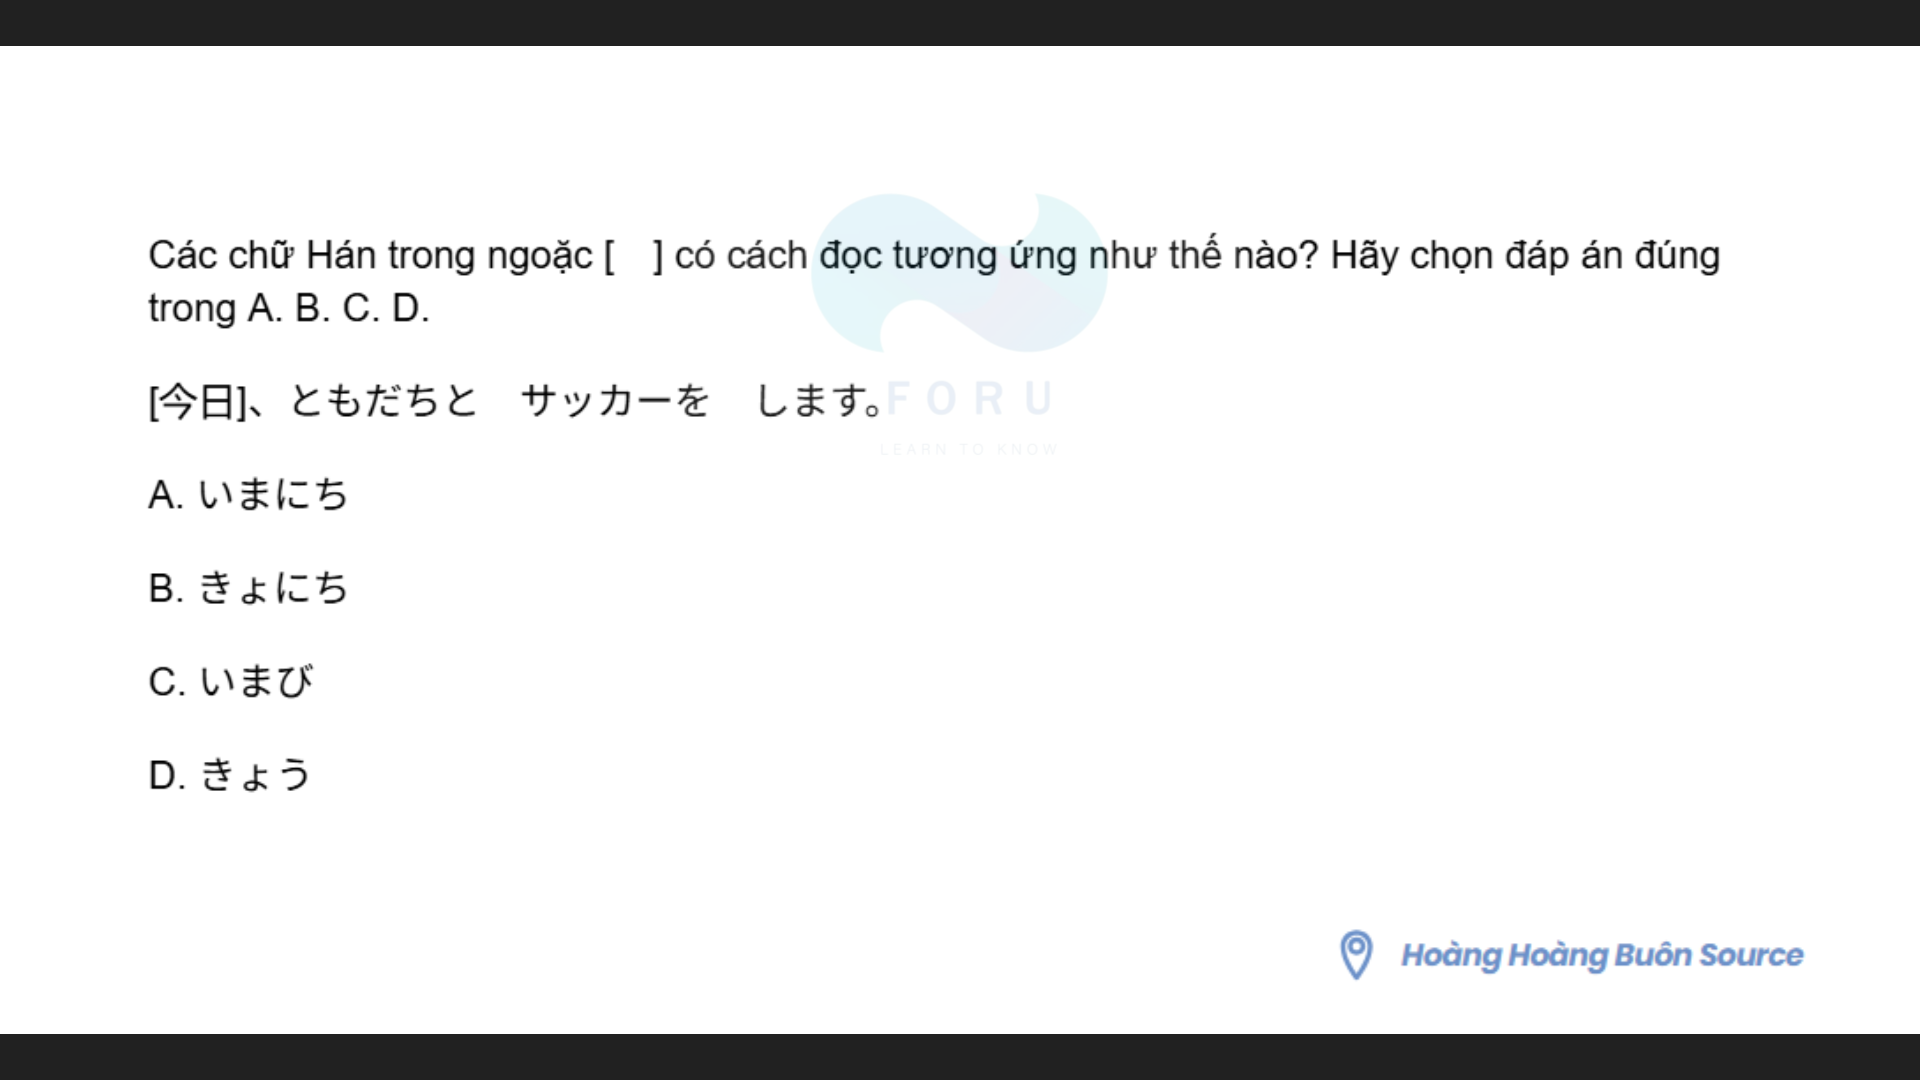 Các chữ Hán trong ngoặc [　] có cách đọc tương ứng như thế nào? Hãy chọn đáp án đúng
trong A. B. C. D.
[今日]、ともだちと　サッカーを　します。
FORU
LEARN TO KNOW
A. いまにち
B. きょにち
C. いまび
D. きょう
Hoàng Hoàng Buôn Source